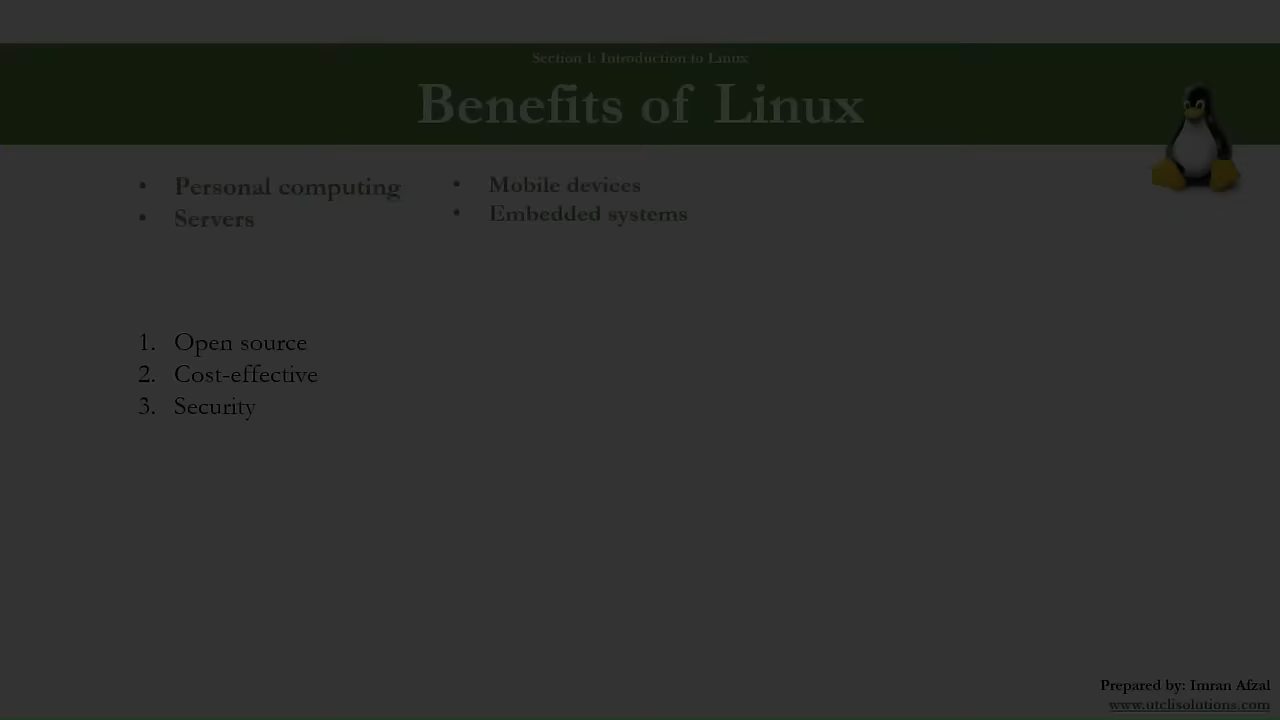 Section 1: Introduction to Linux
Benefits of Linux
• Personal computing
• Servers
• Mobile devices
• Embedded systems
1. Open source
2. Cost-effective
3. Security
Prepared by: Imran Afzal
www.utclisolutions.com